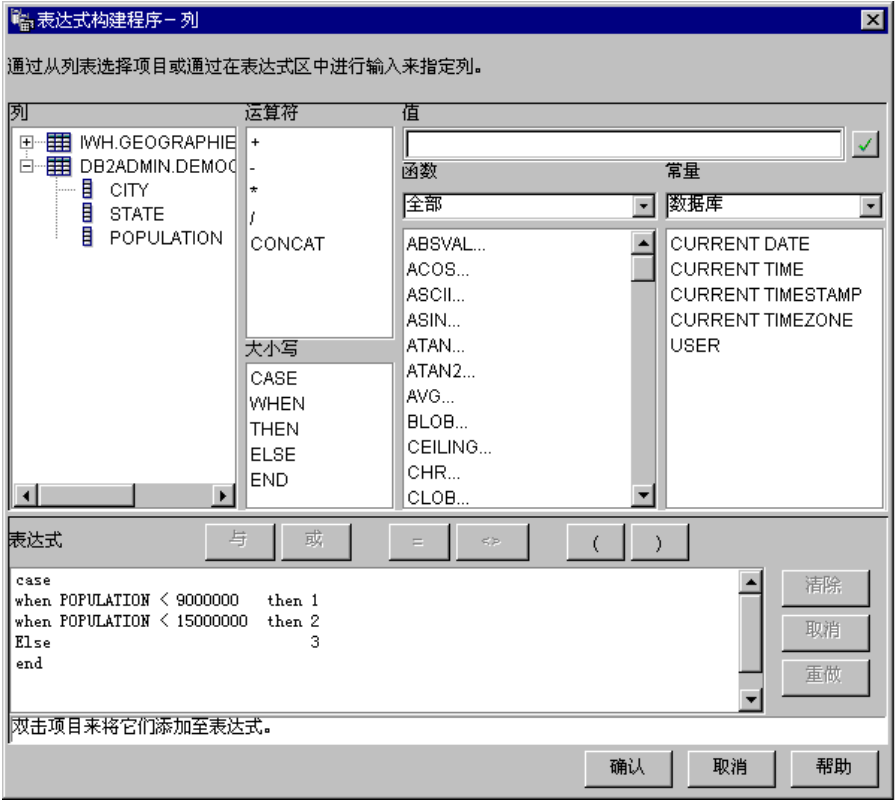 表达式构建程序－列
通过从列表选择项目或通过在表达式区中进行输入来指定列。
列
IWH.GEOGRAPHIE
DB2ADMIN.DEMOG
CITY
STATE
POPULATION
运算符
+
-
*
/
CONCAT
大小写
CASE
WHEN
THEN
ELSE
END
值
函数
全部
ABSVAL...
ACOS...
ASCII...
ASIN...
ATAN...
ATAN2...
AVG...
BLOB...
CEILING...
CHR...
CLOB...
常量
数据库
CURRENT DATE
CURRENT TIME
CURRENT TIMESTAMP
CURRENT TIMEZONE
USER
表达式
与
或
=
<>
(
)
case
when POPULATION < 9000000 then 1
when POPULATION < 15000000 then 2
Else 3
end
清除
取消
重做
双击项目来将它们添加至表达式。
确认
取消
帮助